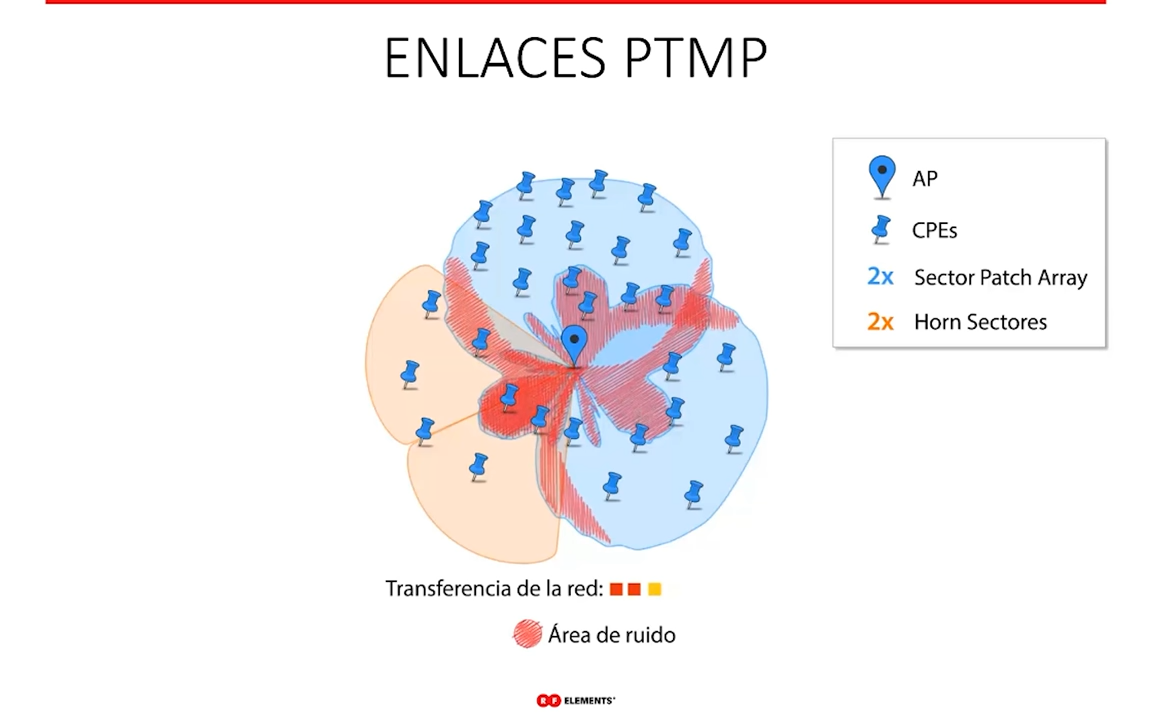 ENLACES PTMP
AP
CPEs
2x Sector Patch Array
2x Horn Sectores
Transferencia de la red:
Área de ruido
RF ELEMENTS